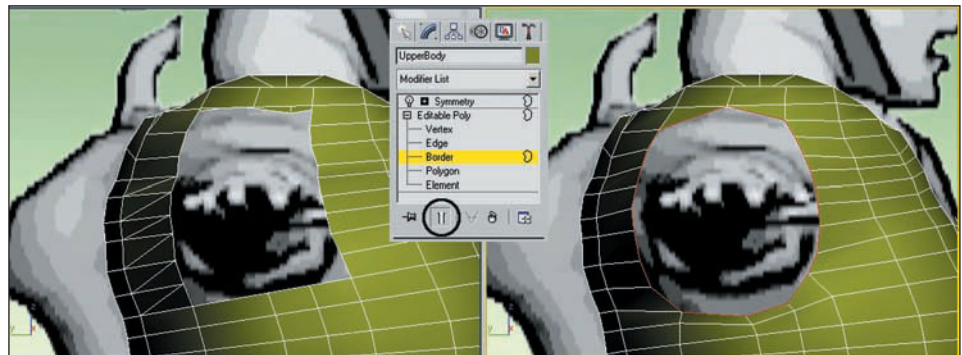 UpperBody
Modifier List
Symmetry
Editable Poly
Vertex
Edge
Border
Polygon
Element
y x
y x